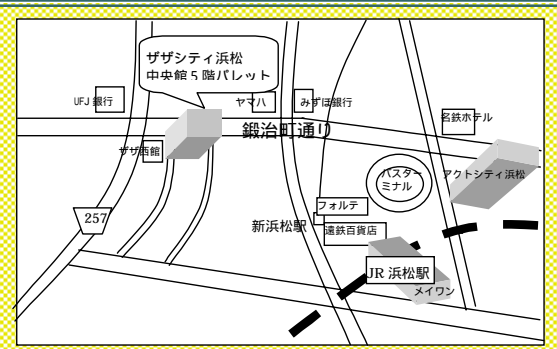 ザザシティ浜松
中央館5階パレット
UFJ 銀行
ヤマハ
みずほ銀行
鍛治町通り
名鉄ホテル
ザザ西館
バスター
ミナル
アクトシティ浜松
フォルテ
257
新浜松駅
遠鉄百貨店
JR 浜松駅
メイワン